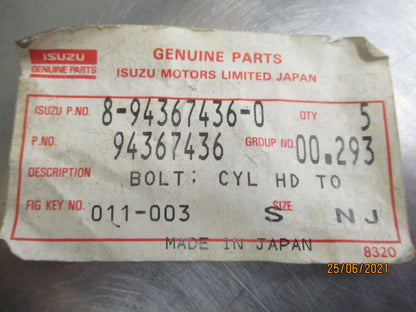 ISUZU
GENUINE PARTS
GENUINE PARTS
ISUZU MOTORS LIMITED JAPAN
ISUZU P.NO. 8-94367436-0 QTY 5
P.NO. 94367436 GROUP NO. 00.293
DESCRIPTION BOLT; CYL HD TO
FIG KEY NO. 011-003 SIZE S NJ
MADE IN JAPAN
8320
25/06/2021